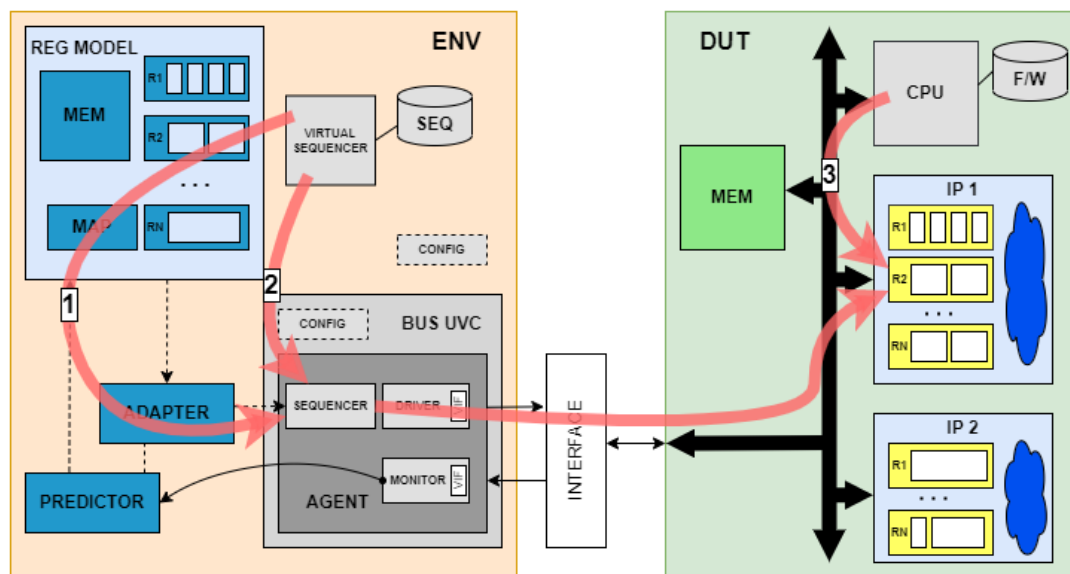 REG MODEL
MEM
R1
R2
...
MAP
RN
ENV
VIRTUAL
SEQUENCER
SEQ
CONFIG
1
2
CONFIG
BUS UVC
ADAPTER
SEQUENCER
DRIVER
VIF
MONITOR
VIF
AGENT
PREDICTOR
INTERFACE
DUT
CPU
F/W
3
MEM
IP 1
R1
R2
...
RN
IP 2
R1
...
RN